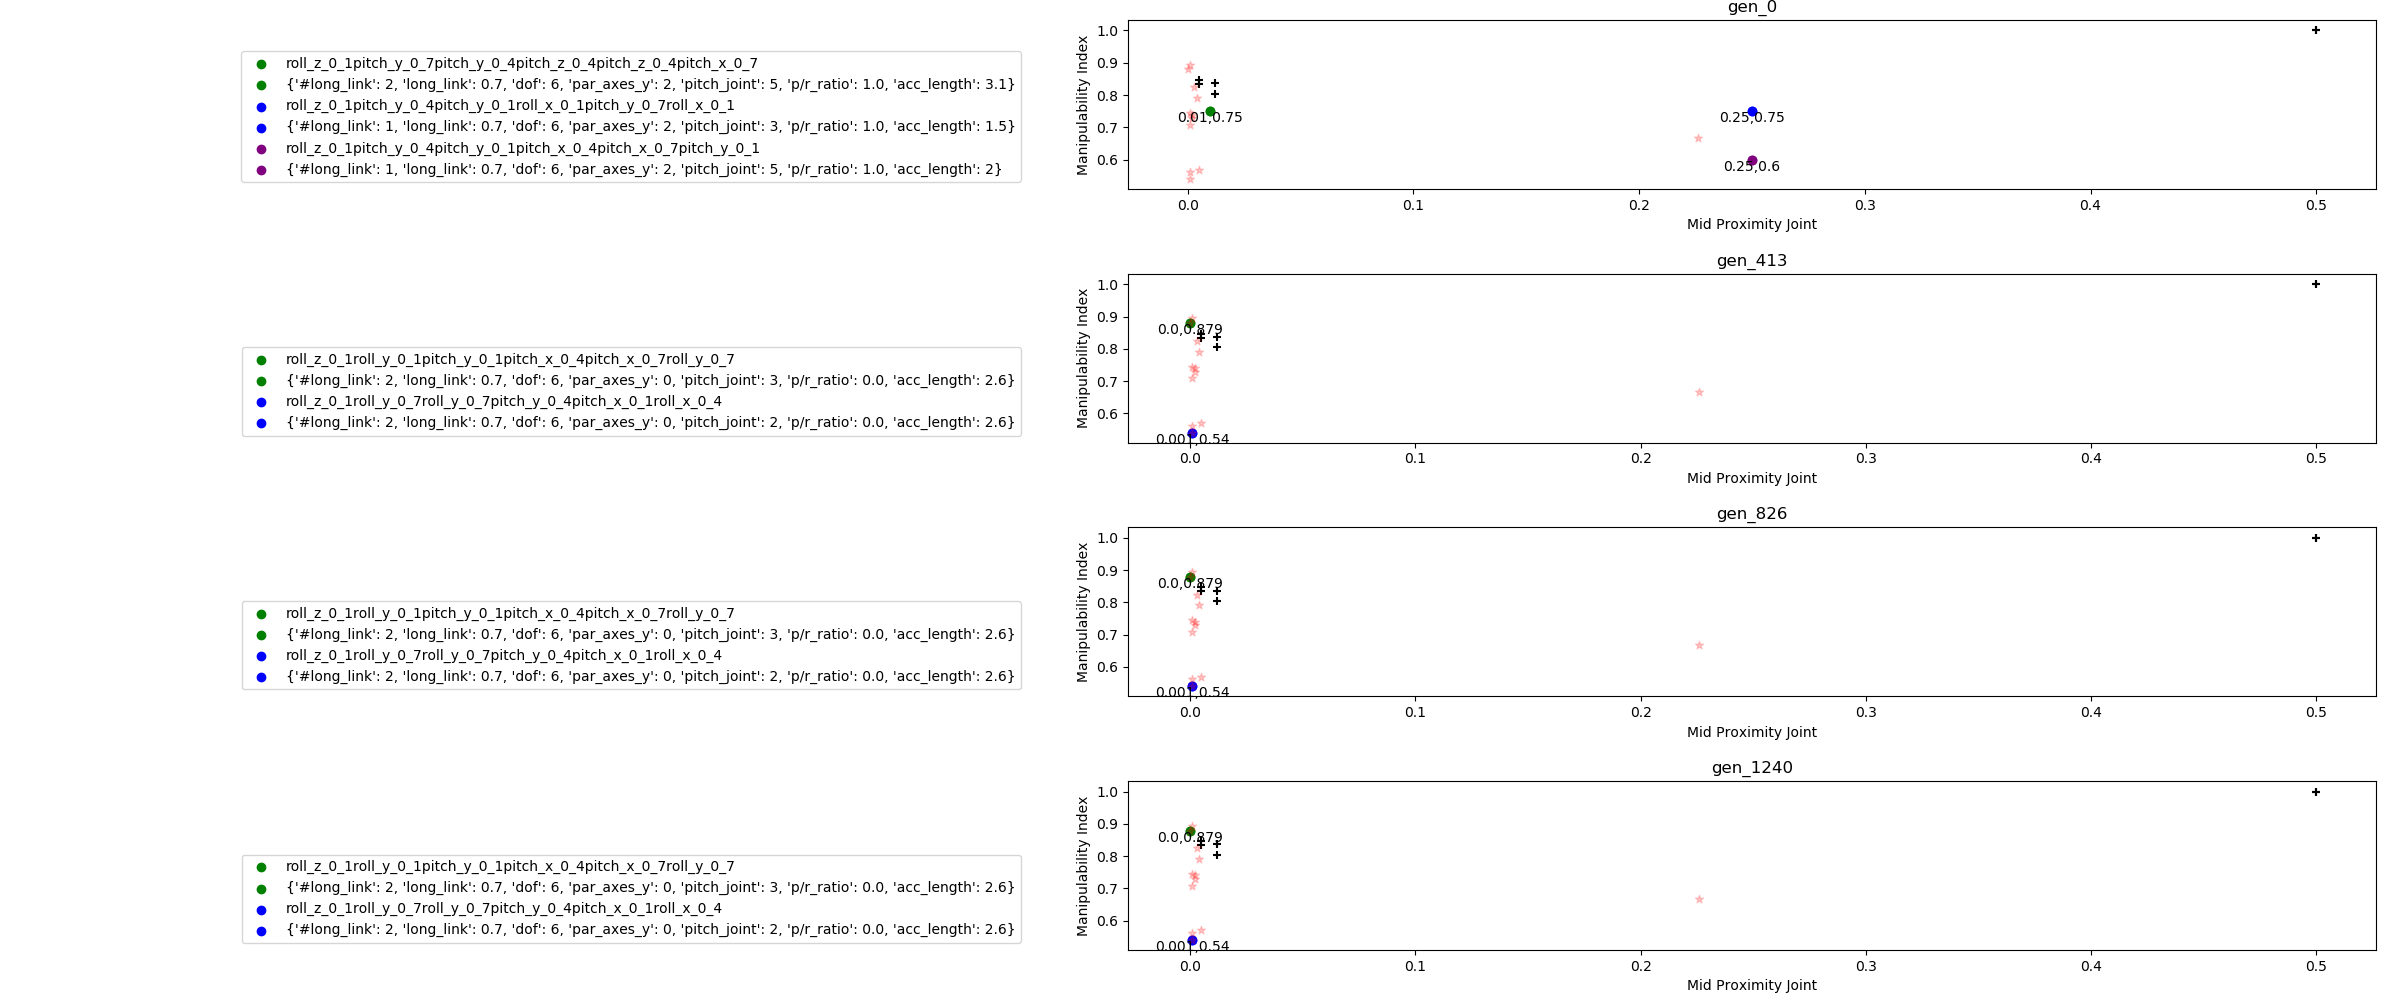 gen_0
roll_z_0_1pitch_y_0_7pitch_y_0_4pitch_z_0_4pitch_z_0_4pitch_x_0_7
{'#long_link': 2, 'long_link': 0.7, 'dof': 6, 'par_axes_y': 2, 'pitch_joint': 5, 'p/r_ratio': 1.0, 'acc_length': 3.1}
roll_z_0_1pitch_y_0_4pitch_y_0_1roll_x_0_1pitch_y_0_7roll_x_0_1
{'#long_link': 1, 'long_link': 0.7, 'dof': 6, 'par_axes_y': 2, 'pitch_joint': 3, 'p/r_ratio': 1.0, 'acc_length': 1.5}
roll_z_0_1pitch_y_0_4pitch_y_0_1pitch_x_0_4pitch_x_0_7pitch_y_0_1
{'#long_link': 1, 'long_link': 0.7, 'dof': 6, 'par_axes_y': 2, 'pitch_joint': 5, 'p/r_ratio': 1.0, 'acc_length': 2}
Manipulability Index
1.0
0.9
0.8
0.7
0.6
0.01,0.75
0.25,0.75
0.25,0.6
0.0 0.1 0.2 0.3 0.4 0.5
Mid Proximity Joint
gen_413
roll_z_0_1roll_y_0_1pitch_y_0_1pitch_x_0_4pitch_x_0_7roll_y_0_7
{'#long_link': 2, 'long_link': 0.7, 'dof': 6, 'par_axes_y': 0, 'pitch_joint': 3, 'p/r_ratio': 0.0, 'acc_length': 2.6}
roll_z_0_1roll_y_0_7roll_y_0_7pitch_y_0_4pitch_x_0_1roll_x_0_4
{'#long_link': 2, 'long_link': 0.7, 'dof': 6, 'par_axes_y': 0, 'pitch_joint': 2, 'p/r_ratio': 0.0, 'acc_length': 2.6}
Manipulability Index
1.0
0.9
0.8
0.7
0.6
0.0,0.879
0.001,0.54
0.0 0.1 0.2 0.3 0.4 0.5
Mid Proximity Joint
gen_826
roll_z_0_1roll_y_0_1pitch_y_0_1pitch_x_0_4pitch_x_0_7roll_y_0_7
{'#long_link': 2, 'long_link': 0.7, 'dof': 6, 'par_axes_y': 0, 'pitch_joint': 3, 'p/r_ratio': 0.0, 'acc_length': 2.6}
roll_z_0_1roll_y_0_7roll_y_0_7pitch_y_0_4pitch_x_0_1roll_x_0_4
{'#long_link': 2, 'long_link': 0.7, 'dof': 6, 'par_axes_y': 0, 'pitch_joint': 2, 'p/r_ratio': 0.0, 'acc_length': 2.6}
Manipulability Index
1.0
0.9
0.8
0.7
0.6
0.0,0.879
0.001,0.54
0.0 0.1 0.2 0.3 0.4 0.5
Mid Proximity Joint
gen_1240
roll_z_0_1roll_y_0_1pitch_y_0_1pitch_x_0_4pitch_x_0_7roll_y_0_7
{'#long_link': 2, 'long_link': 0.7, 'dof': 6, 'par_axes_y': 0, 'pitch_joint': 3, 'p/r_ratio': 0.0, 'acc_length': 2.6}
roll_z_0_1roll_y_0_7roll_y_0_7pitch_y_0_4pitch_x_0_1roll_x_0_4
{'#long_link': 2, 'long_link': 0.7, 'dof': 6, 'par_axes_y': 0, 'pitch_joint': 2, 'p/r_ratio': 0.0, 'acc_length': 2.6}
Manipulability Index
1.0
0.9
0.8
0.7
0.6
0.0,0.879
0.001,0.54
0.0 0.1 0.2 0.3 0.4 0.5
Mid Proximity Joint